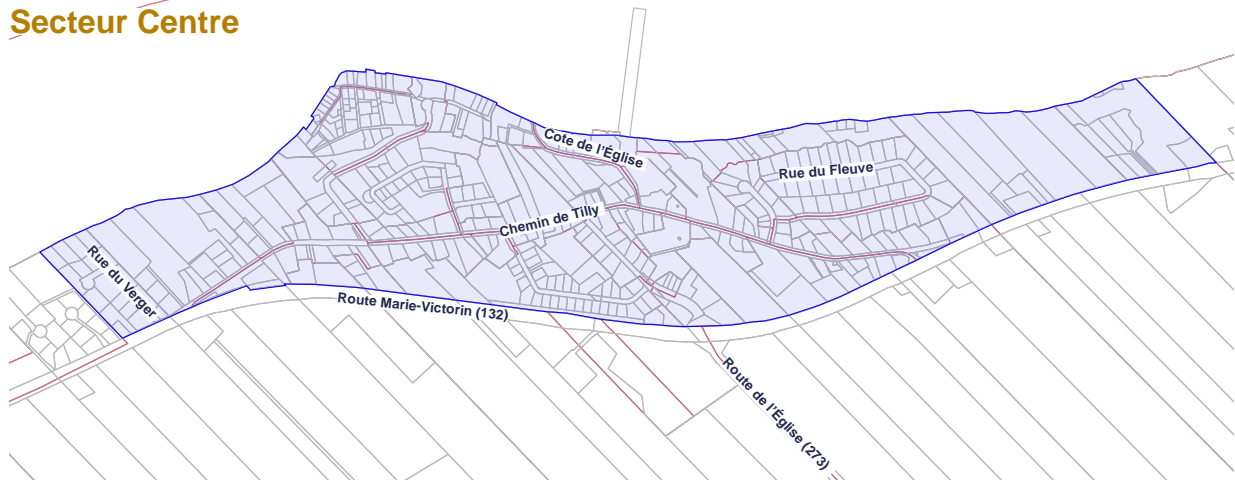 Secteur Centre
Cote de l'Église
Rue du Fleuve
Chemin de Tilly
Rue du Verger
Route Marie-Victorin (132)
Route de l'Église (273)